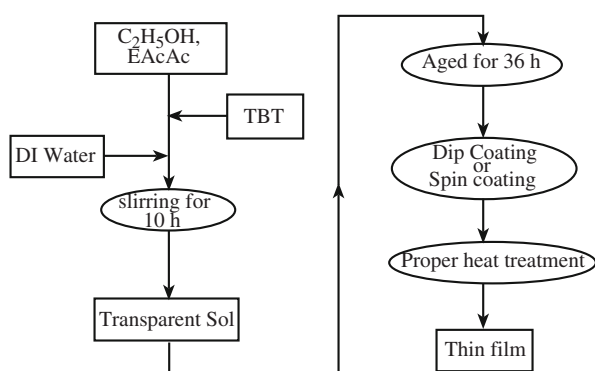 C₂H₅OH,
EAcAc
TBT
DI Water
slirring for
10 h
Transparent Sol
Aged for 36 h
Dip Coating
or
Spin coating
Proper heat treatment
Thin film